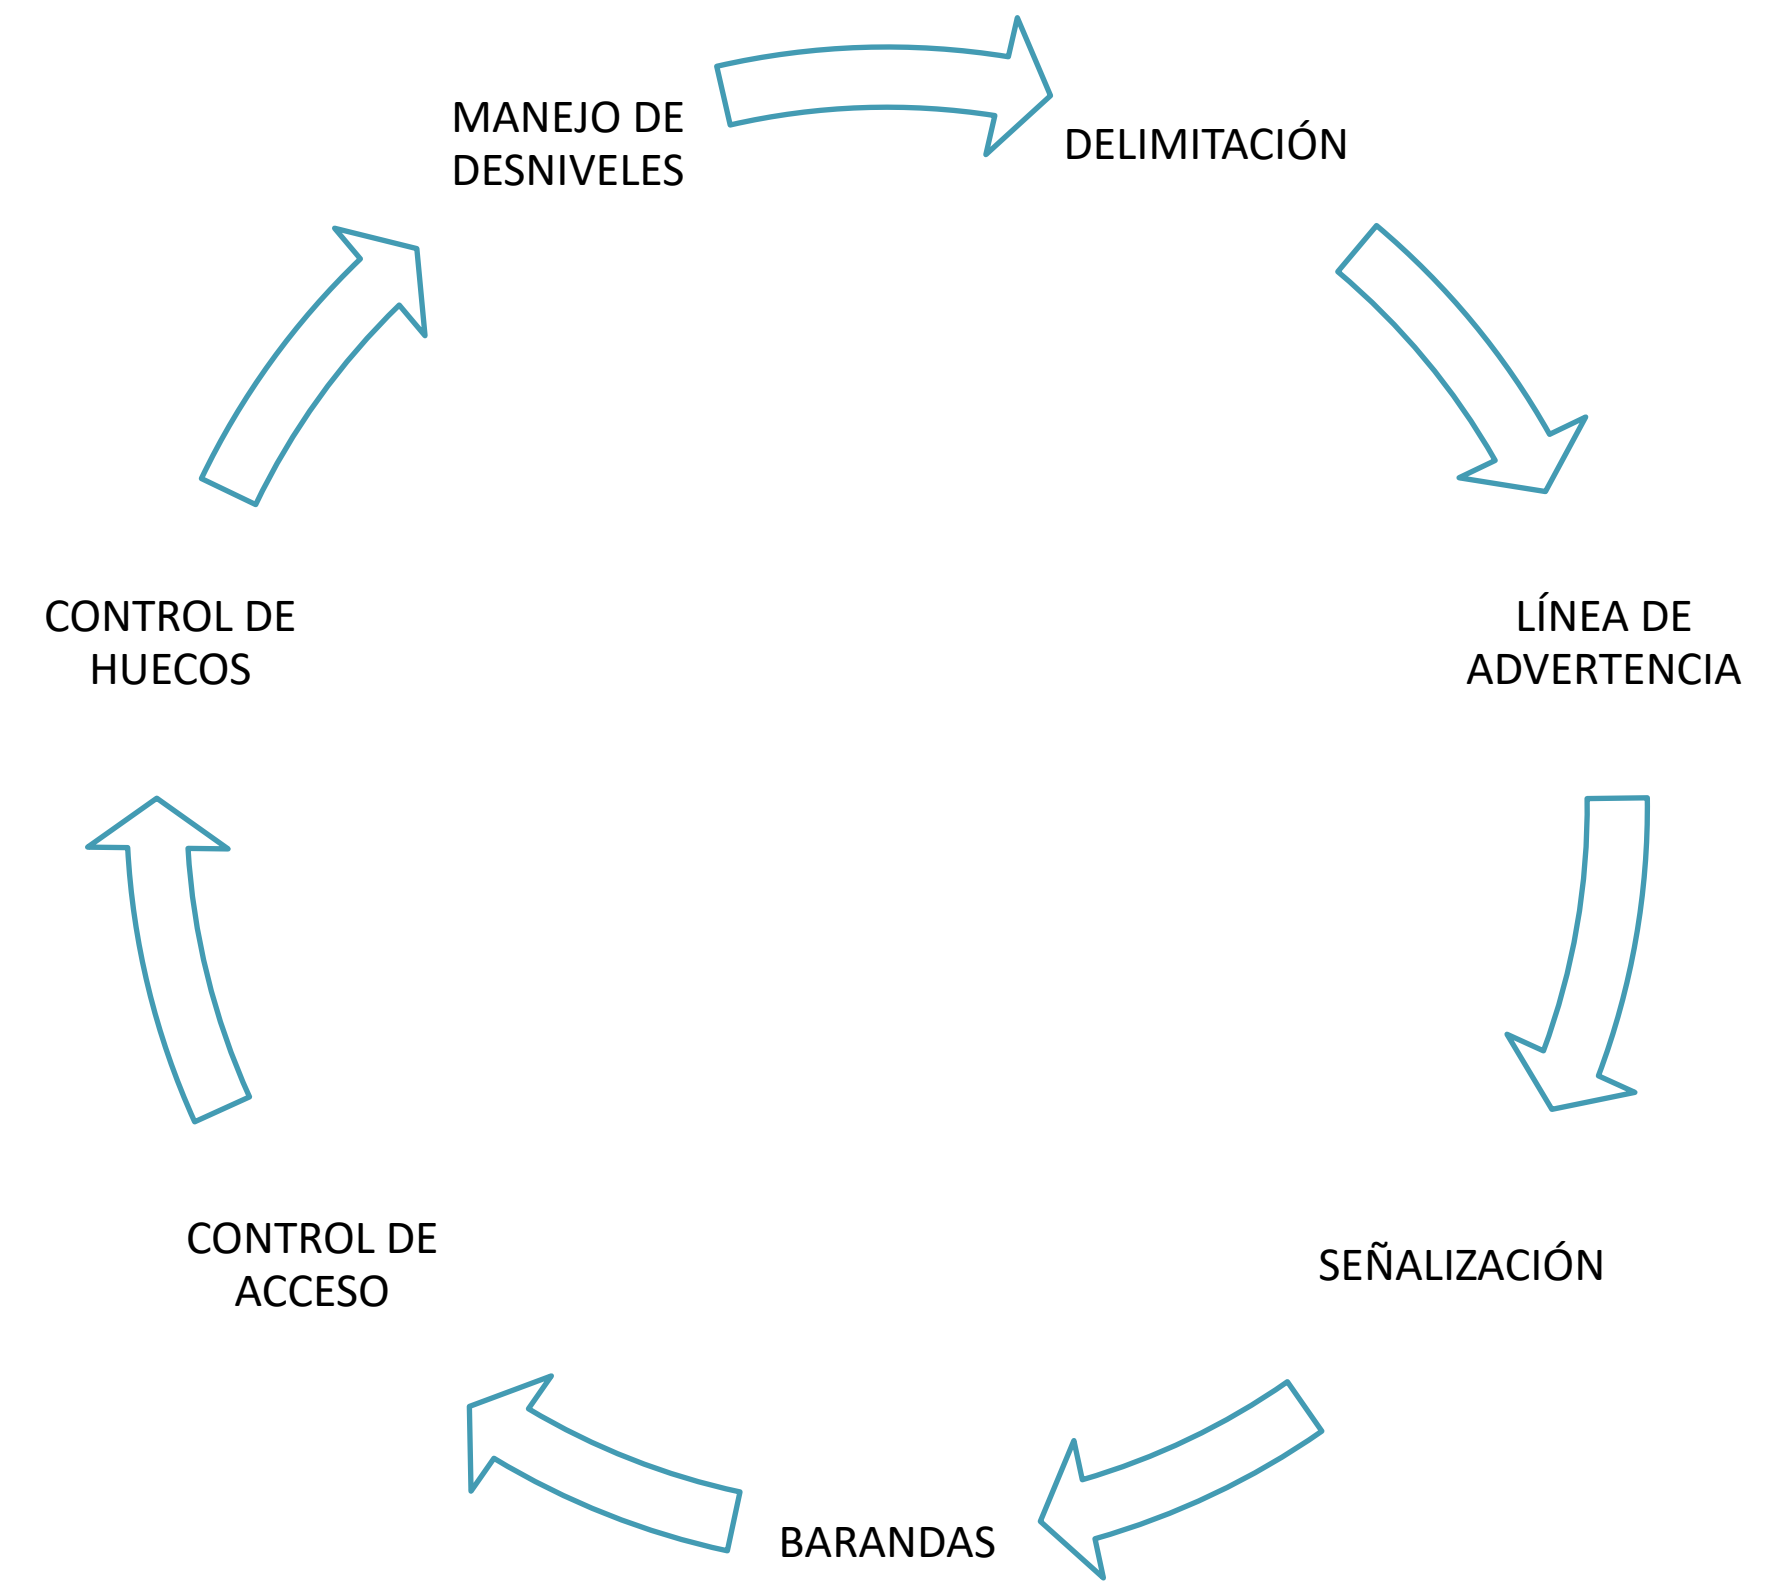 MANEJO DE
DESNIVELES
DELIMITACIÓN
LÍNEA DE
ADVERTENCIA
SEÑALIZACIÓN
BARANDAS
CONTROL DE
ACCESO
CONTROL DE
HUECOS